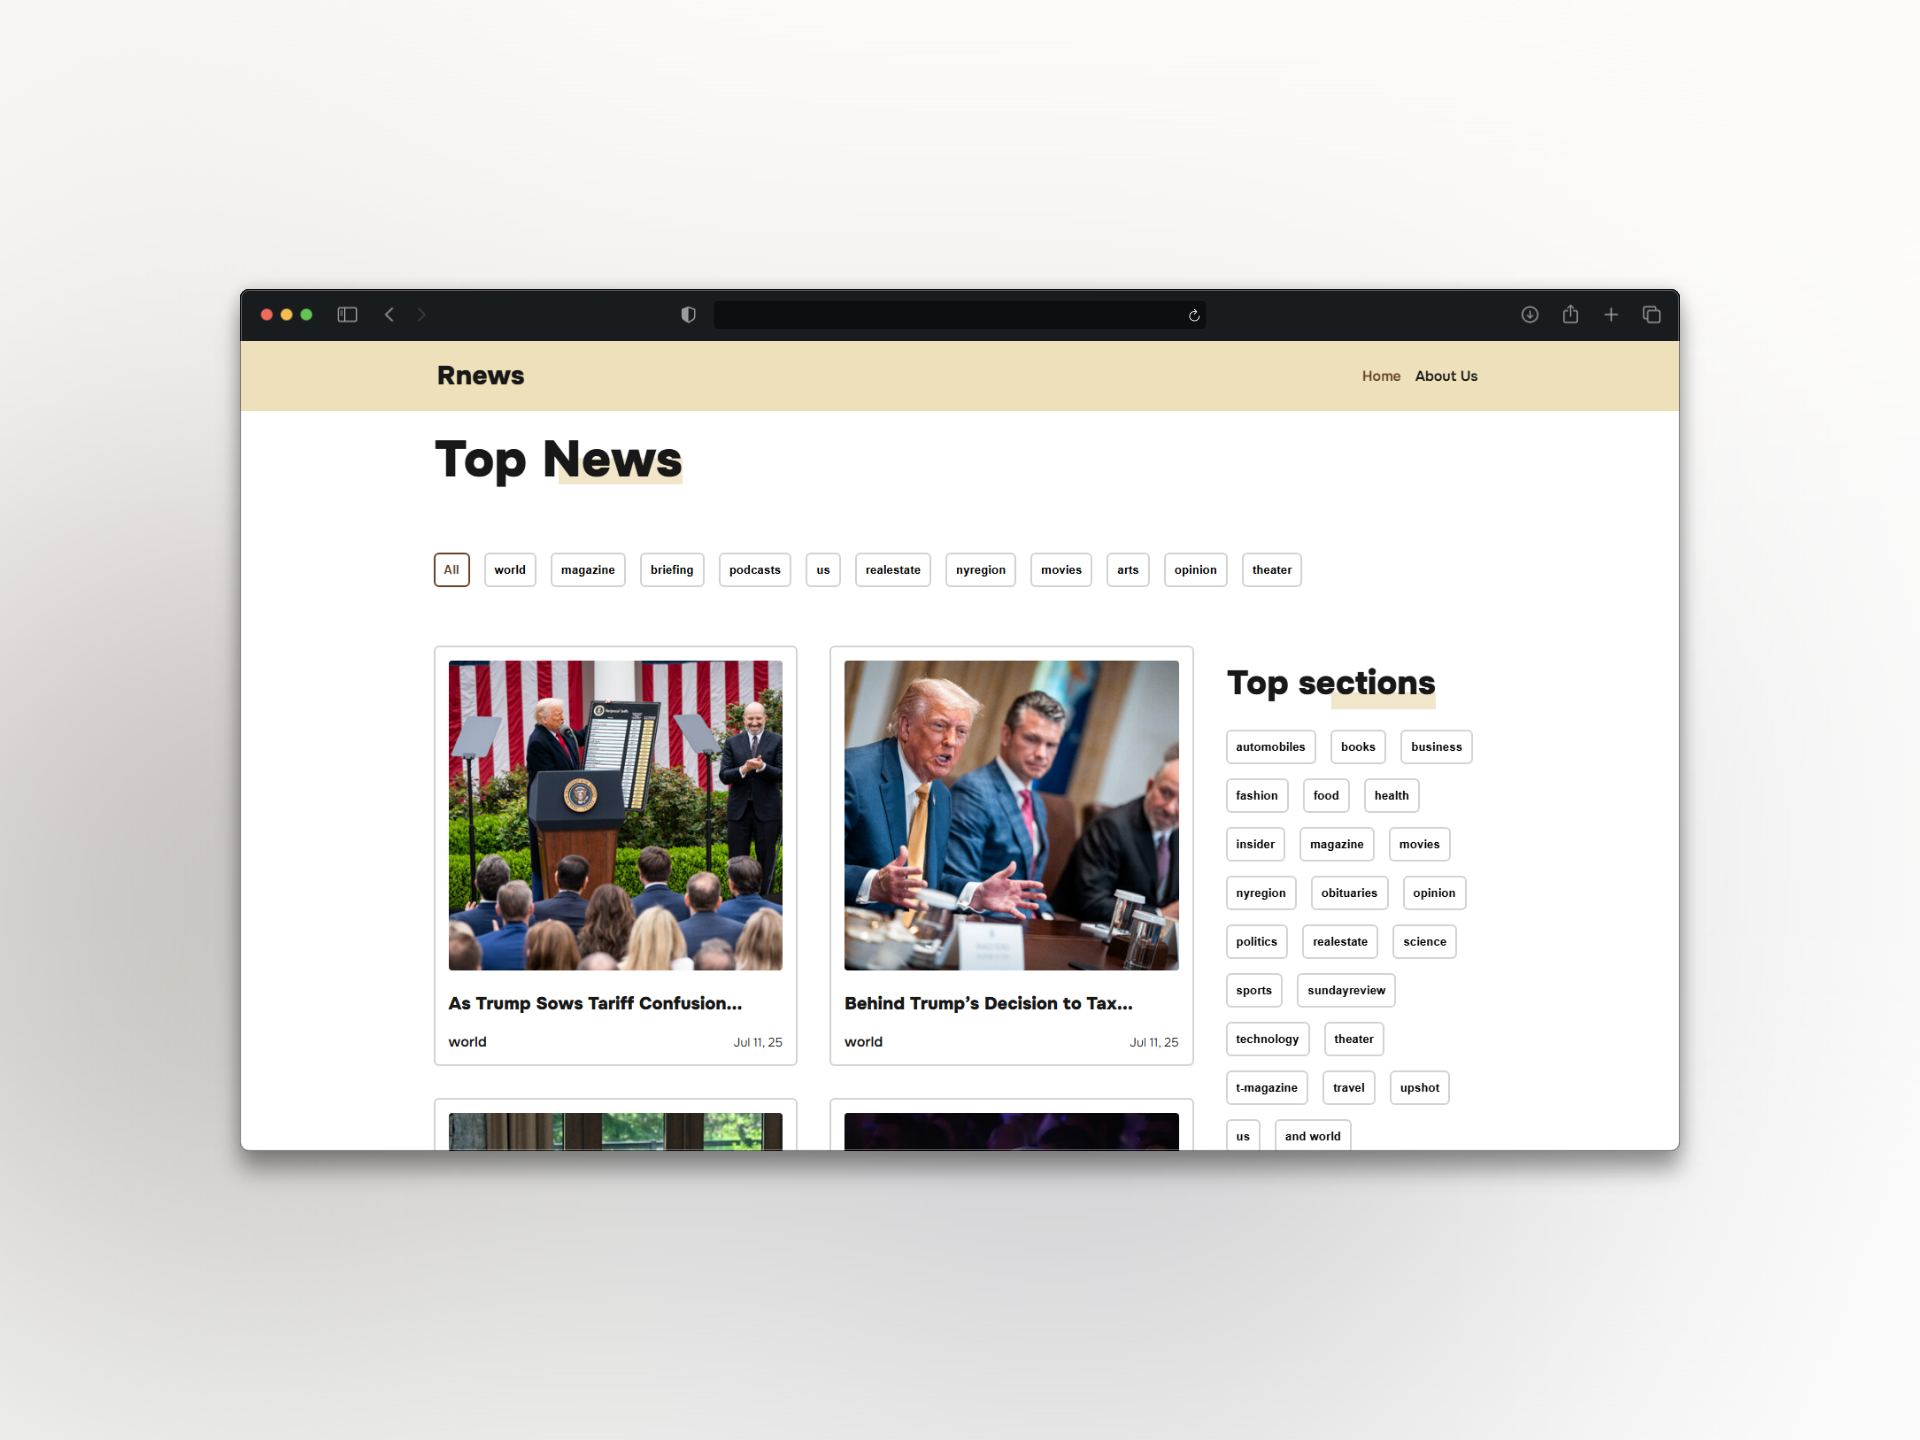 Rnews
Home About Us
Top News
All world magazine briefing podcasts us realestate nyregion movies arts opinion theater
As Trump Sows Tariff Confusion...
world Jul 11, 25
Behind Trump’s Decision to Tax...
world Jul 11, 25
Top sections
automobiles books business
fashion food health
insider magazine movies
nyregion obituaries opinion
politics realestate science
sports sundayreview
technology theater
t-magazine travel upshot
us and world